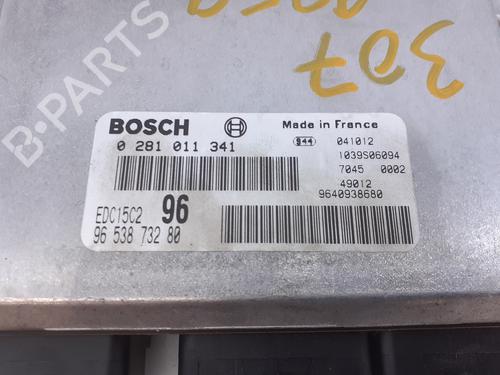 307
BOSCH
Made in France
0 281 011 341
944 041012
1039S06094
7045 0002
49012
9640938680
EDC15C2 96
96 538 732 80
B-PARTS